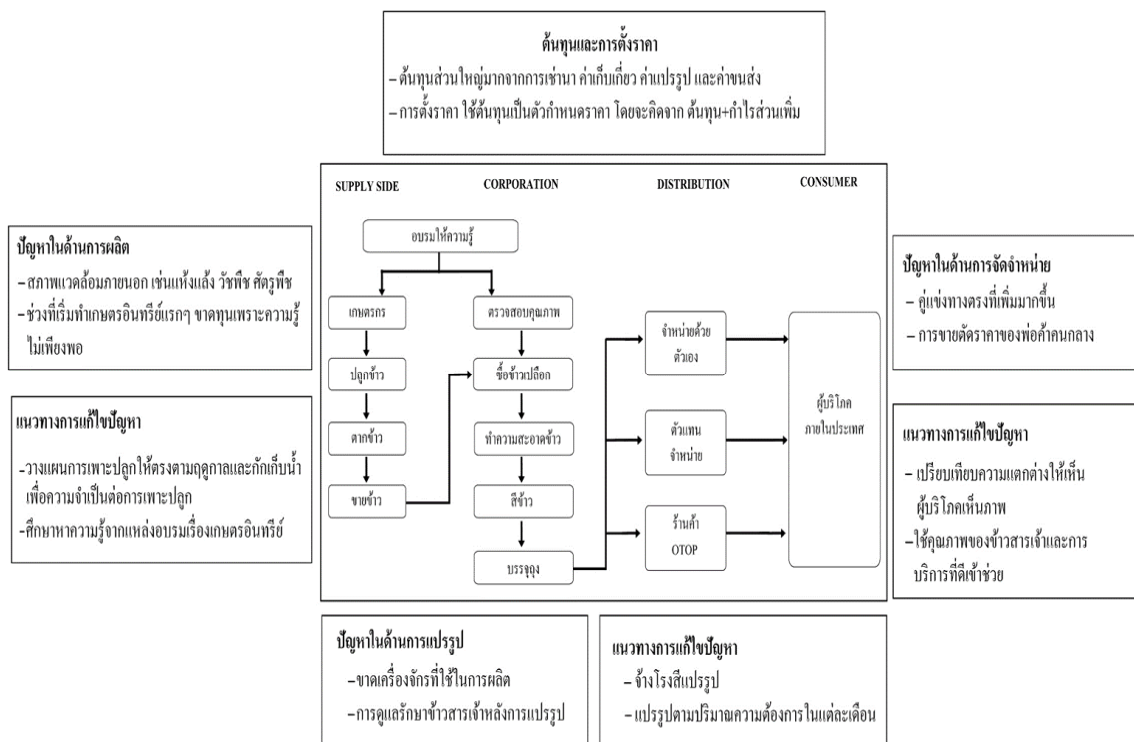 ต้นทุนและการตั้งราคา
–ต้นทุนส่วนใหญ่มากจากการเช่านา ค่าเก็บเกี่ยว ค่าแปรรูป และค่าขนส่ง
–การตั้งราคา ใช้ต้นทุนเป็นตัวกำหนดราคา โดยจะคิดจาก ต้นทุน+กำไรส่วนเพิ่ม
ปัญหาในด้านการผลิต
–สภาพแวดล้อมภายนอก เช่นแห้งแล้ง วัชพืช ศัตรูพืช
–ช่วงที่เริ่มทำเกษตรอินทรีย์แรกๆ ขาดทุนเพราะความรู้
ไม่เพียงพอ
แนวทางการแก้ไขปัญหา
-วางแผนการเพาะปลูกให้ตรงตามฤดูกาลและกักเก็บน้ำ
เพื่อความจำเป็นต่อการเพาะปลูก
-ศึกษาหาความรู้จากแหล่งอบรมเรื่องเกษตรอินทรีย์
SUPPLY SIDE
CORPORATION
DISTRIBUTION
CONSUMER
อบรมให้ความรู้
เกษตรกร
ปลูกข้าว
ตากข้าว
ขายข้าว
ตรวจสอบคุณภาพ
ซื้อข้าวเปลือก
ทำความสะอาดข้าว
สีข้าว
บรรจุถุง
จำหน่ายด้วย
ตัวเอง
ตัวแทน
จำหน่าย
ร้านค้า
OTOP
ผู้บริโภค
ภายในประเทศ
ปัญหาในด้านการจัดจำหน่าย
– คู่แข่งทางตรงที่เพิ่มมากขึ้น
– การขายตัดราคาของพ่อค้าคนกลาง
แนวทางการแก้ไขปัญหา
– เปรียบเทียบความแตกต่างให้เห็น
ผู้บริโภคเห็นภาพ
–ใช้คุณภาพของข้าวสารเจ้าและการ
บริการที่ดีเข้าช่วย
ปัญหาในด้านการแปรรูป
–ขาดเครื่องจักรที่ใช้ในการผลิต
–การดูแลรักษาข้าวสารเจ้าหลังการแปรรูป
แนวทางการแก้ไขปัญหา
– จ้างโรงสีแปรรูป
–แปรรูปตามปริมาณความต้องการในแต่ละเดือน